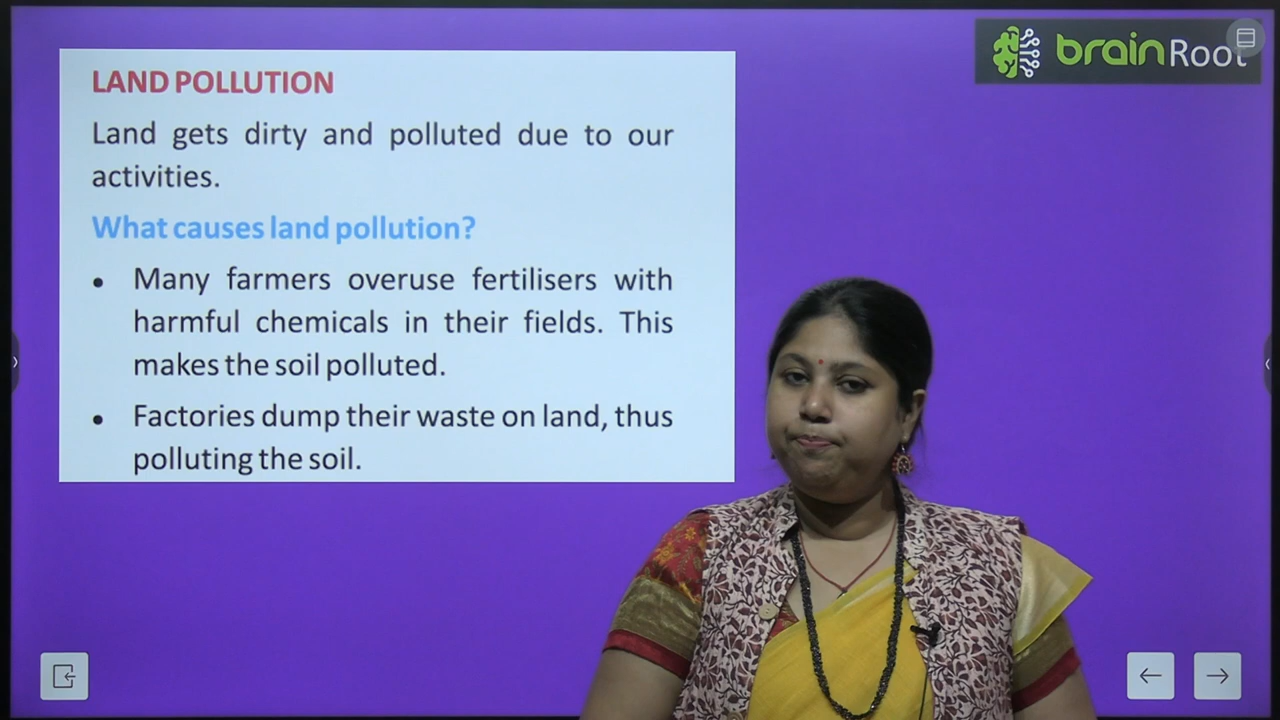 brainRoot
LAND POLLUTION
Land gets dirty and polluted due to our
activities.
What causes land pollution?
• Many farmers overuse fertilisers with
harmful chemicals in their fields. This
makes the soil polluted.
• Factories dump their waste on land, thus
polluting the soil.